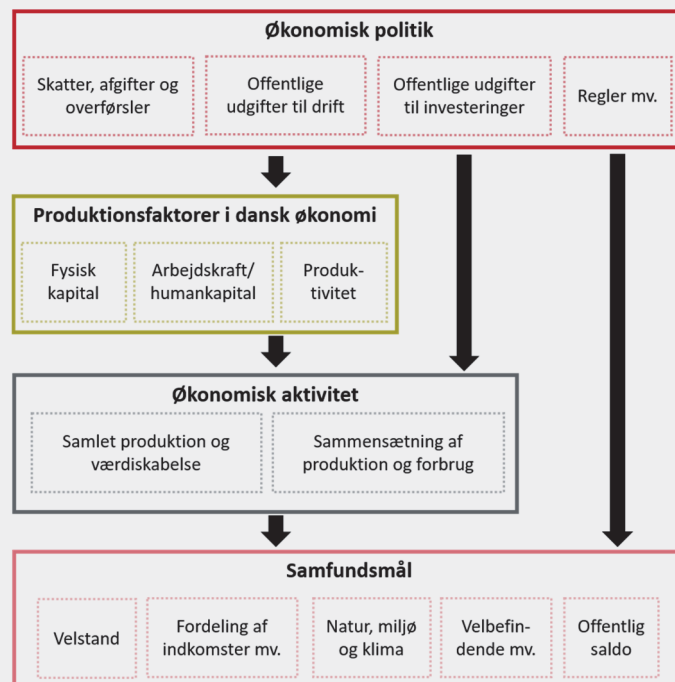 Økonomisk politik
Skatter, afgifter og
overførsler
Offentlige
udgifter til drift
Offentlige udgifter
til investeringer
Regler mv.
Produktionsfaktorer i dansk økonomi
Fysisk
kapital
Arbejdskraft/
humankapital
Produk-
tivitet
Økonomisk aktivitet
Samlet produktion og
værdiskabelse
Sammensætning af
produktion og forbrug
Samfundsmål
Velstand
Fordeling af
indkomster mv.
Natur, miljø
og klima
Velbefin-
dende mv.
Offentlig
saldo